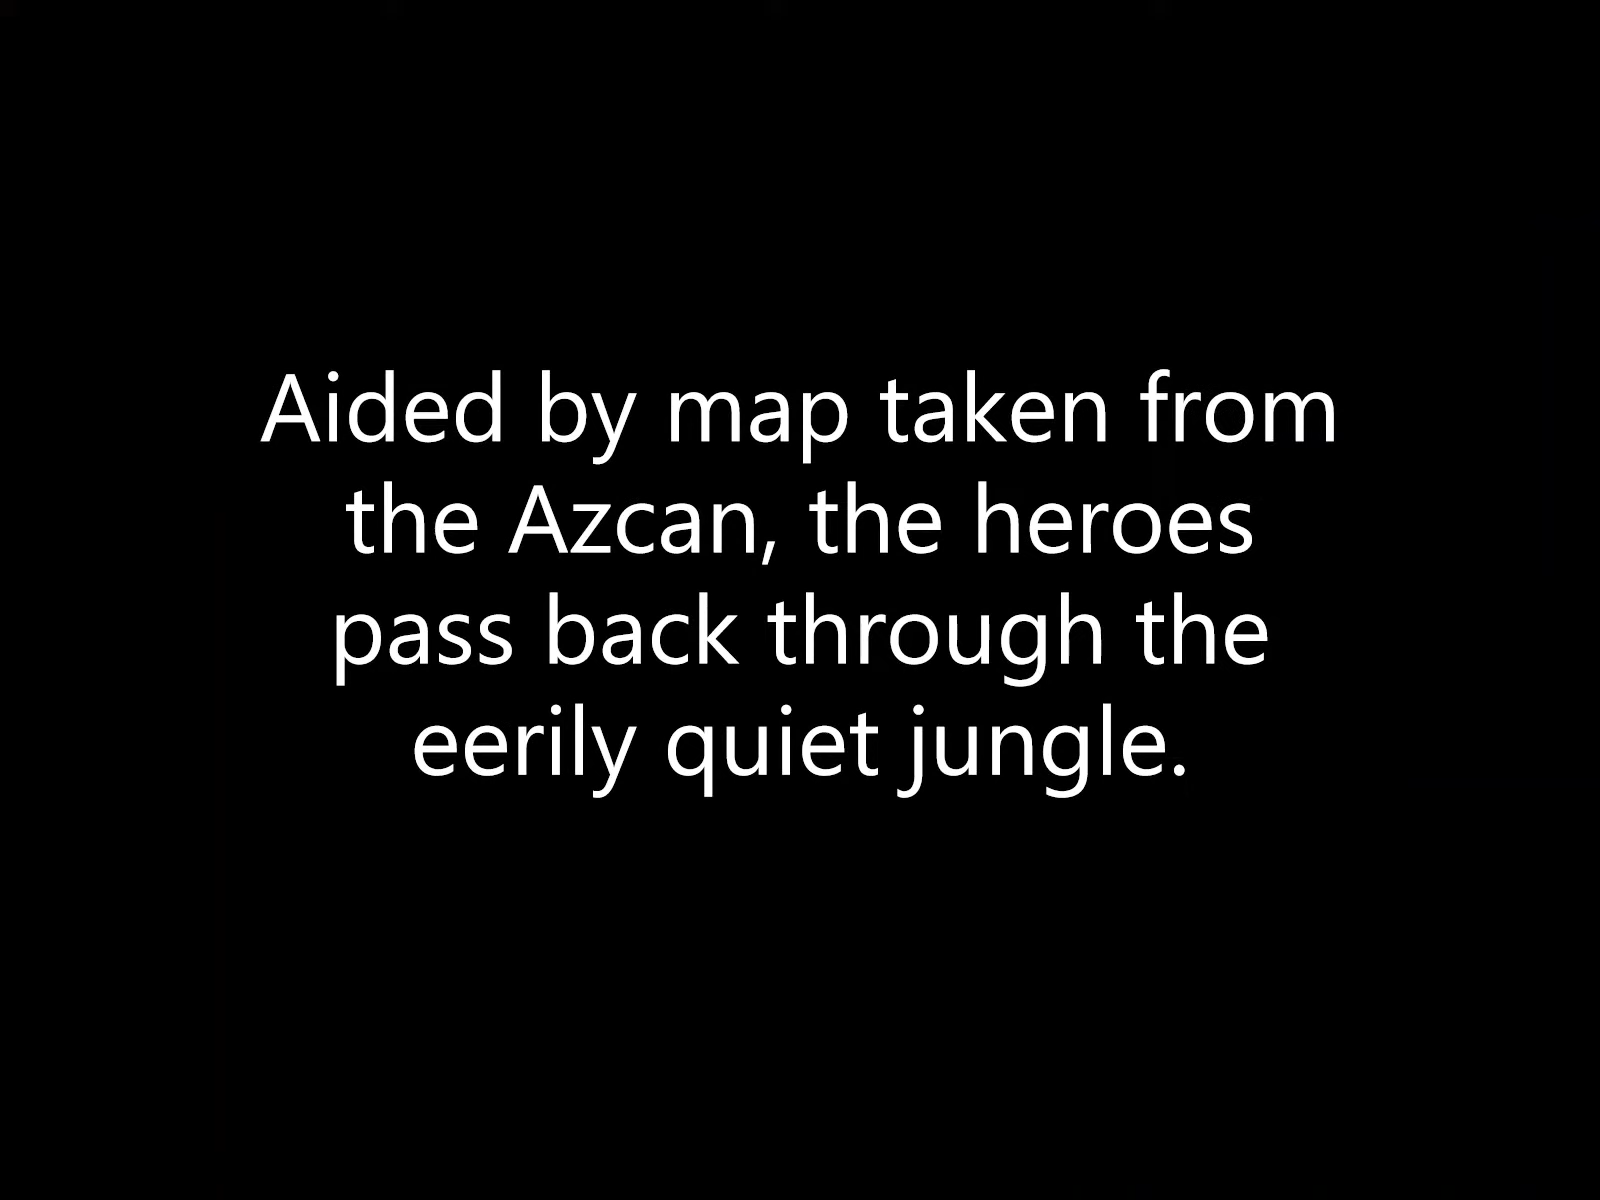 Aided by map taken from
the Azcan, the heroes
pass back through the
eerily quiet jungle.